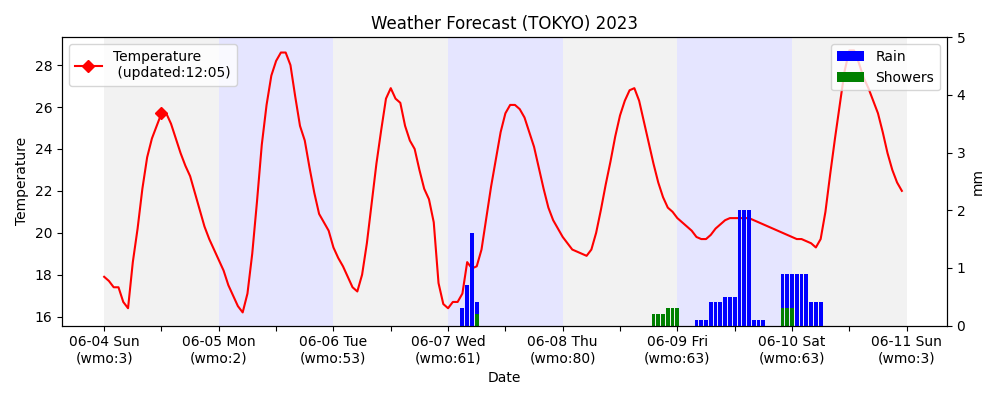 Weather Forecast (TOKYO) 2023
Temperature
(updated:12:05)
Rain
Showers
28
26
24
22
20
18
16
Temperature
5
4
3
2
1
0
mm
06-04 Sun
(wmo:3)
06-05 Mon
(wmo:2)
06-06 Tue
(wmo:53)
06-07 Wed
(wmo:61)
06-08 Thu
(wmo:80)
06-09 Fri
(wmo:63)
06-10 Sat
(wmo:63)
06-11 Sun
(wmo:3)
Date